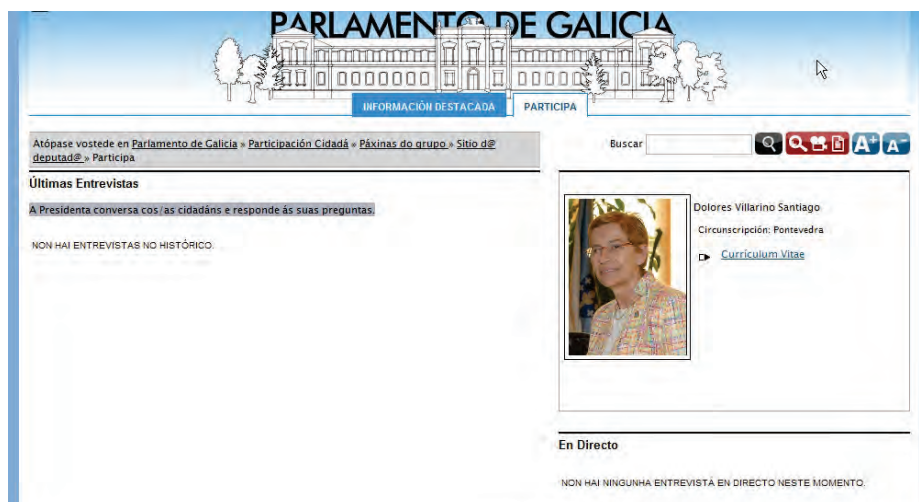 PARLAMENTO DE GALICIA
INFORMACIÓN DESTACADA
PARTICIPA
Atópase vostede en Parlamento de Galicia » Participación Cidadá » Páxinas do grupo » Sitio d@
deputad@ » Participa
Buscar
A+
A-
Últimas Entrevistas
A Presidenta conversa cos/as cidadáns e responde ás suas preguntas.
NON HAI ENTREVISTAS NO HISTÓRICO.
Dolores Villarino Santiago
Circunscripción: Pontevedra
Curriculum Vitae
En Directo
NON HAI NINGUNHA ENTREVISTA EN DIRECTO NESTE MOMENTO.